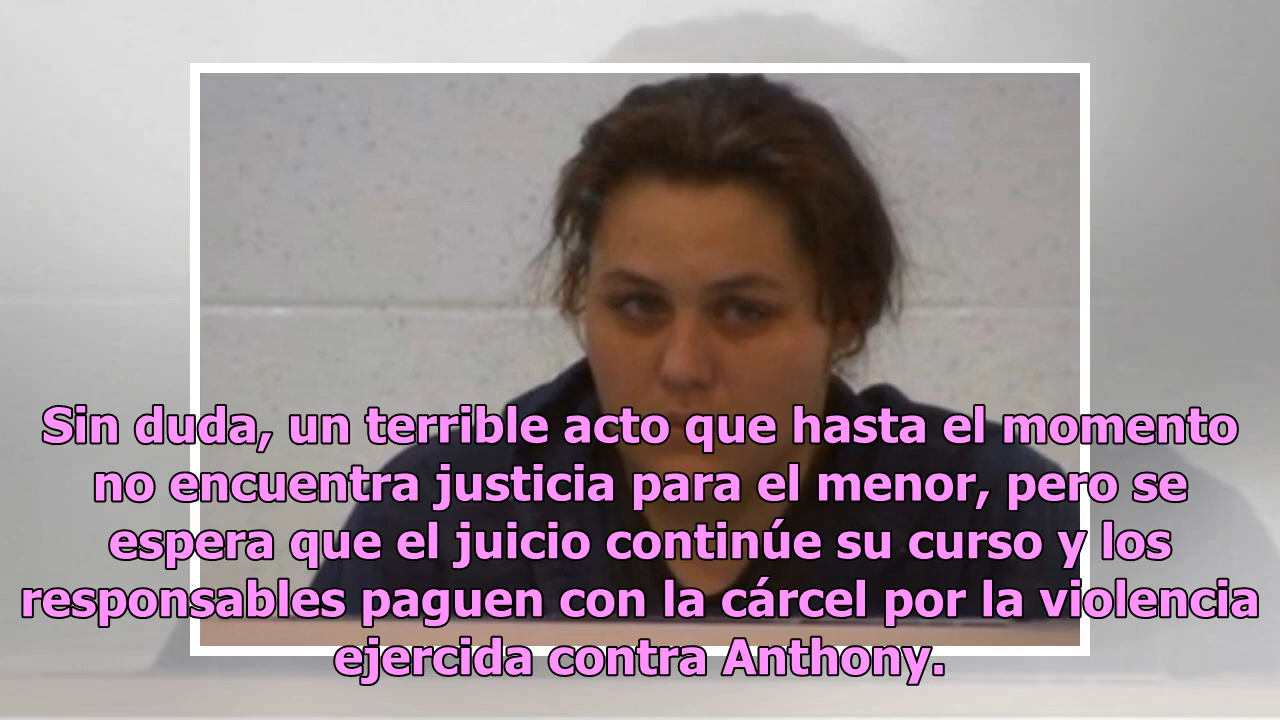 Sin duda, un terrible acto que hasta el momento
no encuentra justicia para el menor, pero se
espera que el juicio continúe su curso y los
responsables paguen con la cárcel por la violencia
ejercida contra Anthony.